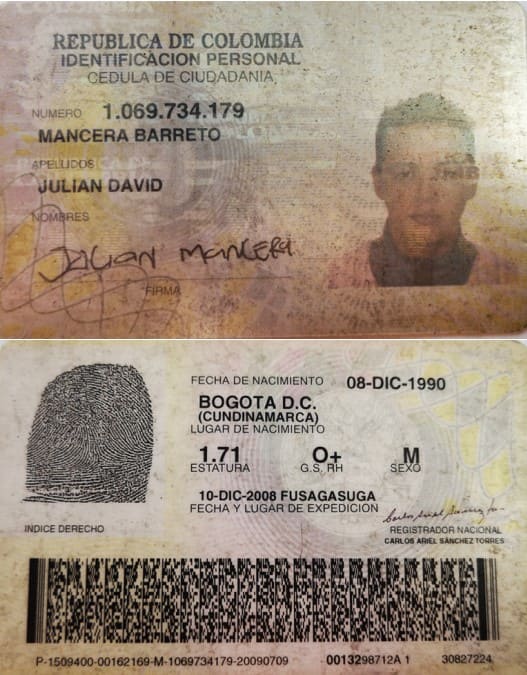 REPUBLICA DE COLOMBIA
IDENTIFICACION PERSONAL
CEDULA DE CIUDADANIA
NUMERO 1.069.734.179
MANCERA BARRETO
APELLIDOS
JULIAN DAVID
NOMBRES
JULIAN MANCERA
FIRMA
FECHA DE NACIMIENTO 08-DIC-1990
BOGOTA D.C.
(CUNDINAMARCA)
LUGAR DE NACIMIENTO
1.71 O+ M
ESTATURA G.S. RH SEXO
10-DIC-2008 FUSAGASUGA
FECHA Y LUGAR DE EXPEDICION
INDICE DERECHO
REGISTRADOR NACIONAL
CARLOS ARIEL SÁNCHEZ TORRES
P-1509400-00162169-M-1069734179-20090709 0013298712A 1 30827224